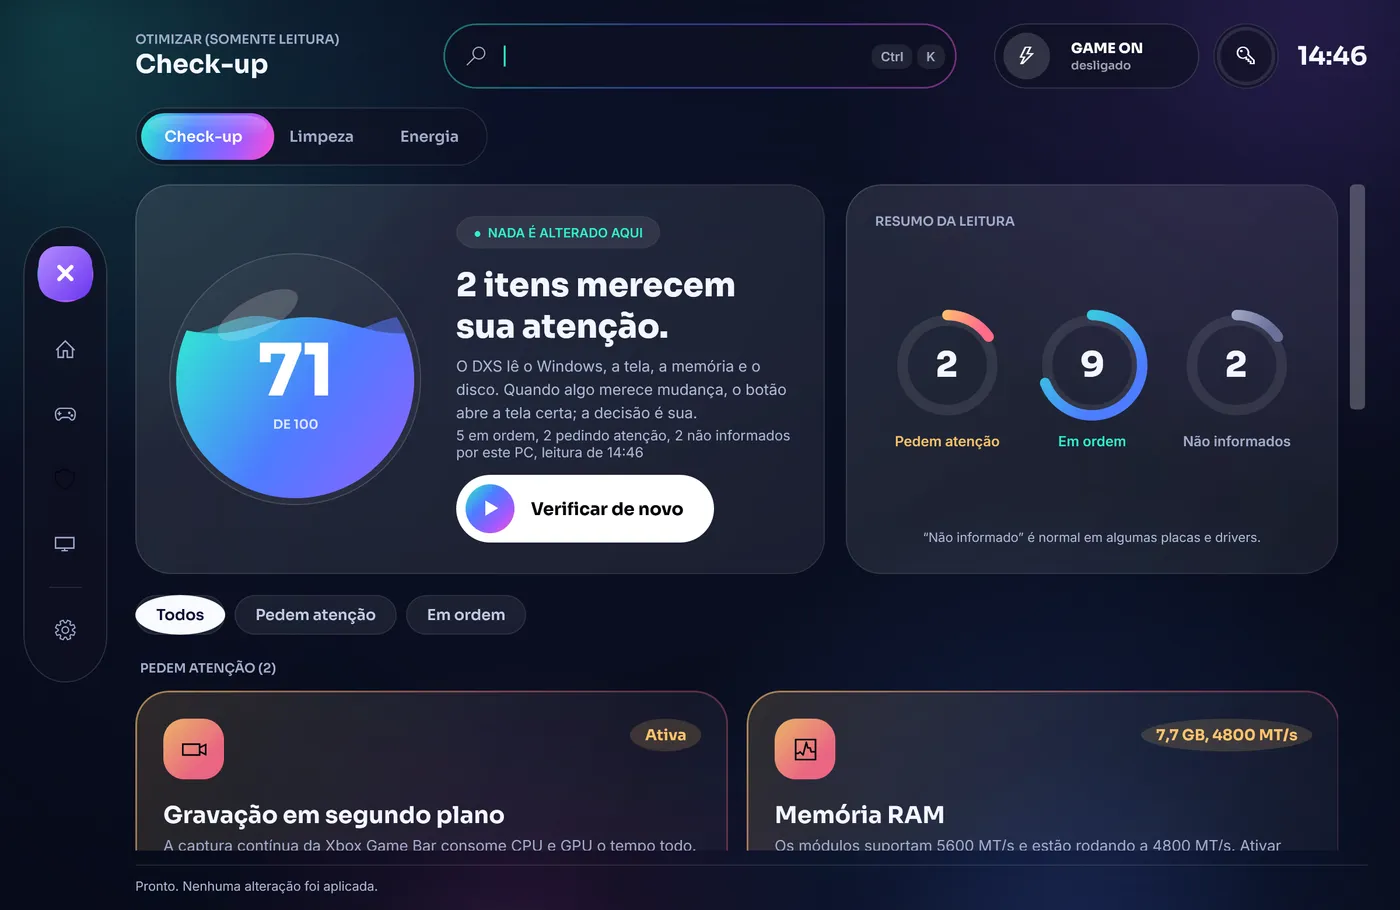 OTIMIZAR (SOMENTE LEITURA)
Check-up
Ctrl K
GAME ON
desligado
14:46
Check-up Limpeza Energia
NADA É ALTERADO AQUI
2 itens merecem
sua atenção.
O DXS lê o Windows, a tela, a memória e o
disco. Quando algo merece mudança, o botão
abre a tela certa; a decisão é sua.
5 em ordem, 2 pedindo atenção, 2 não informados
por este PC, leitura de 14:46
Verificar de novo
71
DE 100
RESUMO DA LEITURA
2 9 2
Pedem atenção Em ordem Não informados
“Não informado” é normal em algumas placas e drivers.
Todos Pedem atenção Em ordem
PEDEM ATENÇÃO (2)
Ativa
Gravação em segundo plano
A captura contínua da Xbox Game Bar consome CPU e GPU o tempo todo.
7,7 GB, 4800 MT/s
Memória RAM
Os módulos suportam 5600 MT/s e estão rodando a 4800 MT/s. Ativar
Pronto. Nenhuma alteração foi aplicada.